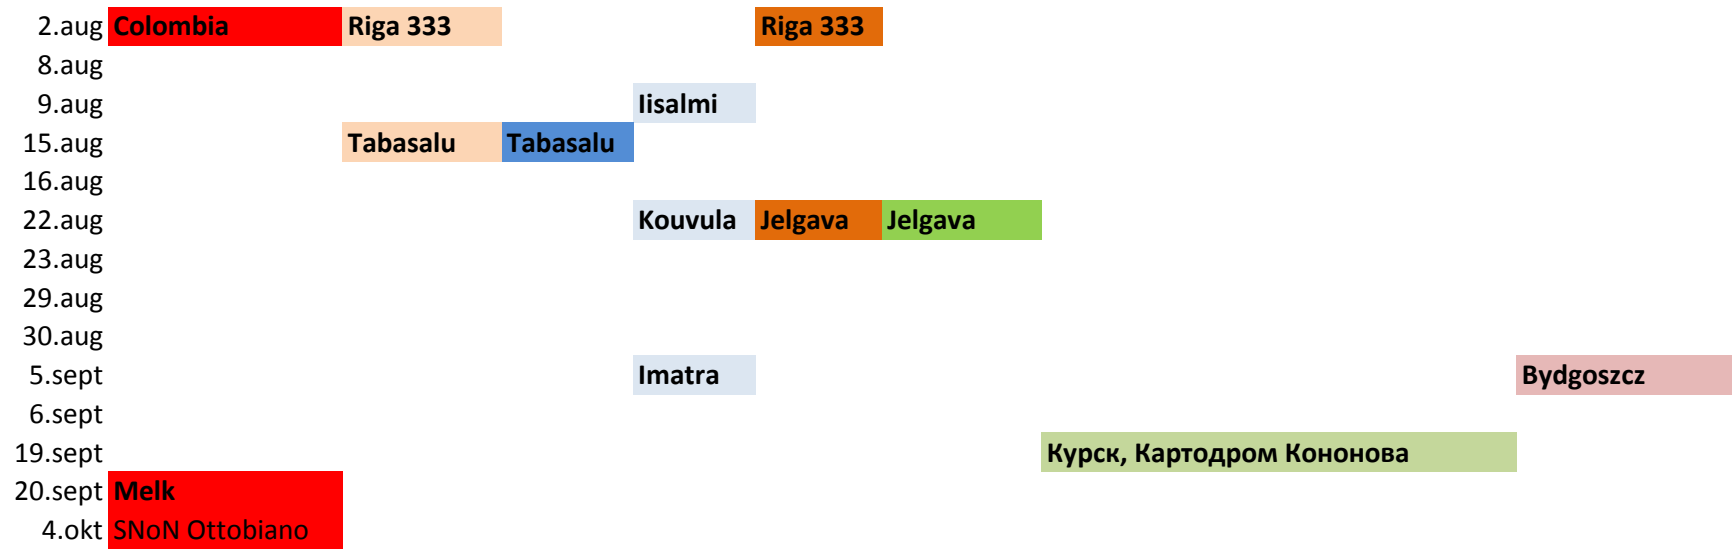 2.aug Colombia Riga 333 Riga 333
8.aug
9.aug Iisalmi
15.aug Tabasalu Tabasalu
16.aug
22.aug Kouvula Jelgava Jelgava
23.aug
29.aug
30.aug
5.sept Imatra Bydgoszcz
6.sept
19.sept Курск, Картодром Кононова
20.sept Melk
4.okt SNoN Ottobiano